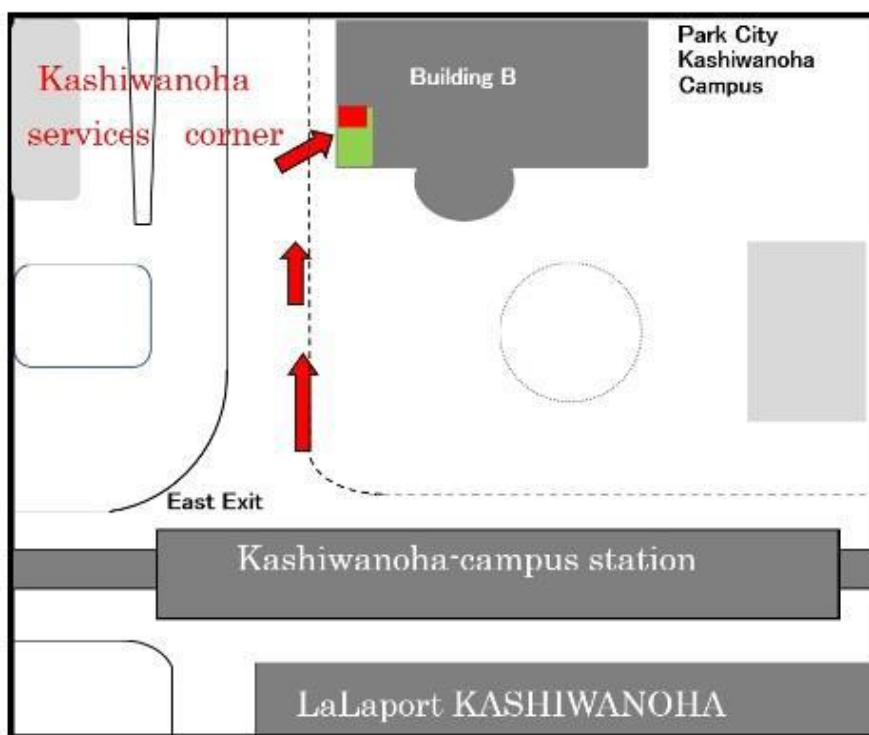 Kashiwanoha
services corner
Building B
Park City
Kashiwanoha
Campus
East Exit
Kashiwanoha-campus station
LaLaport KASHIWANOHA